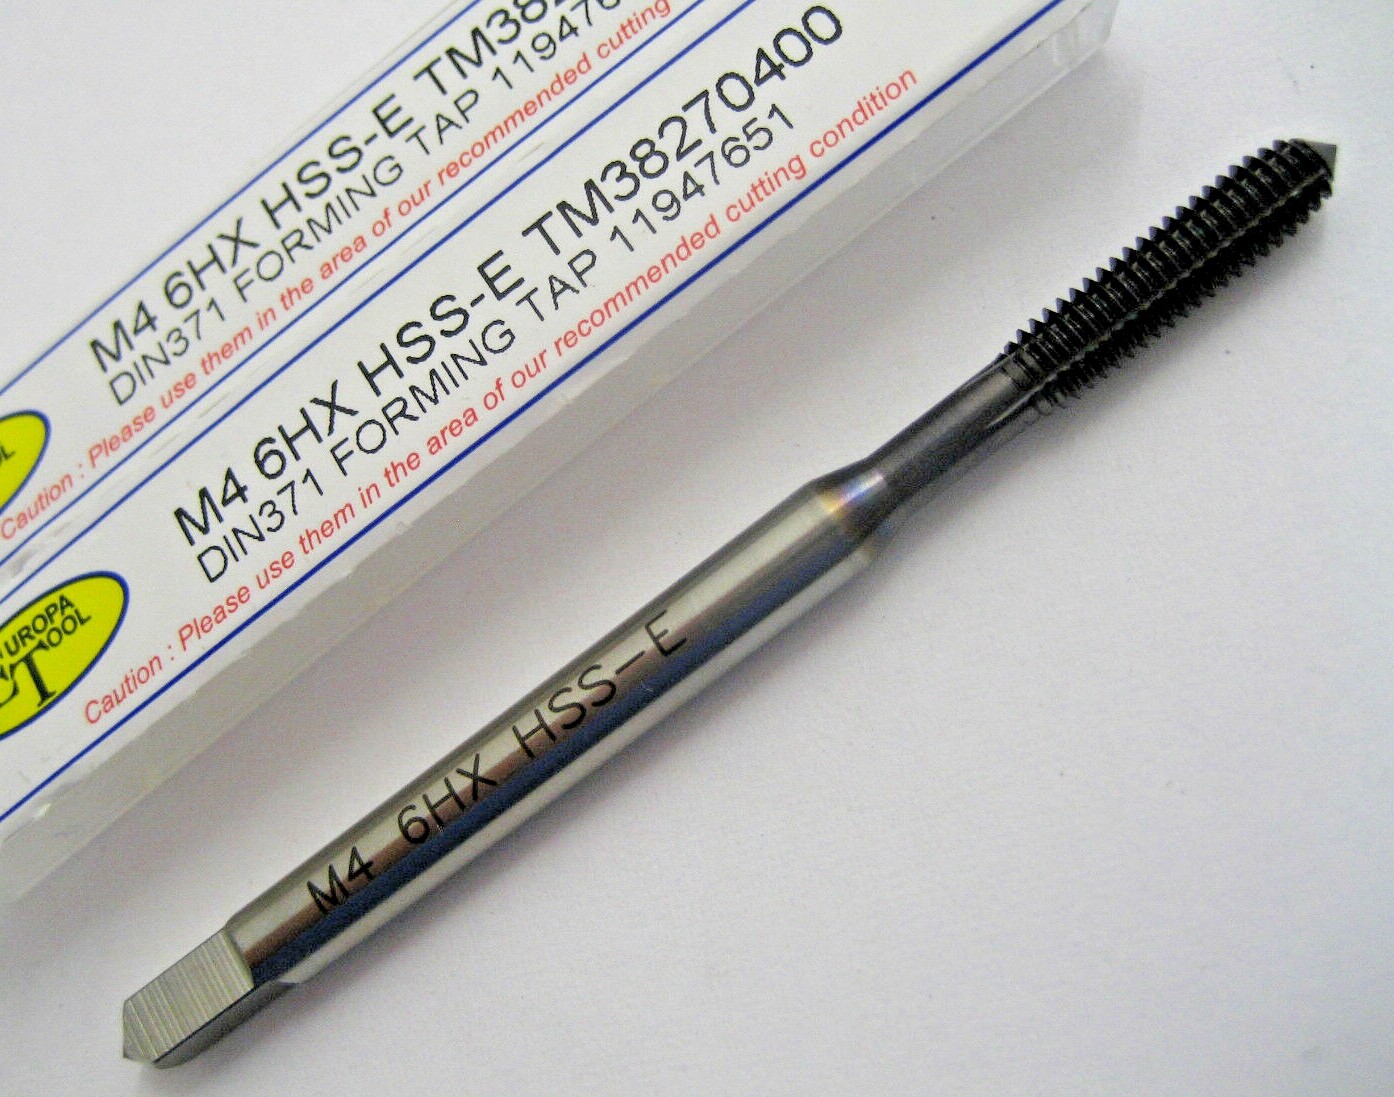 M4 6HX HSS-E TM38
DIN371 FORMING TAP 119476
Caution : Please use them in the area of our recommended cutting
M4 6HX HSS-E TM38270400
DIN371 FORMING TAP 11947651
Caution : Please use them in the area of our recommended cutting condition
EUROPA
TOOL
ET
M4 6HX HSS-E